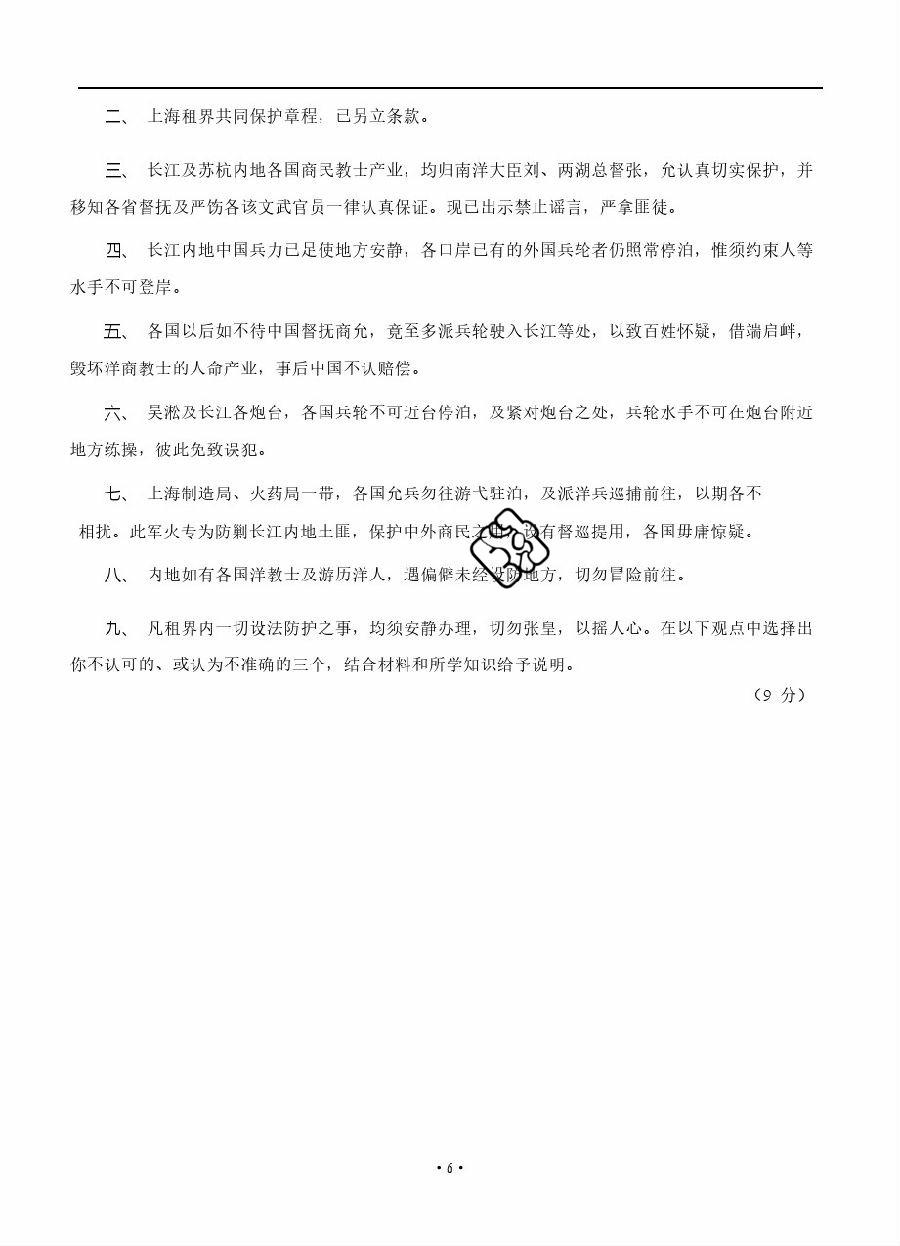 二、 上海租界共同保护章程，已另立条款。
三、 长江及苏杭内地各国商民教士产业，均归南洋大臣刘、两湖总督张，允认真切实保护，并
移知各省督抚及严饬各该文武官员一律认真保证。现已出示禁止谣言，严拿匪徒。
四、 长江内地中国兵力已足使地方安静，各口岸已有的外国兵轮者仍照常停泊，惟须约束人等
水手不可登岸。
五、 各国以后如不待中国督抚商允，竟至多派兵轮驶入长江等处，以致百姓怀疑，借端启衅，
毁坏洋商教士的人命产业，事后中国不认赔偿。
六、 吴淞及长江各炮台，各国兵轮不可近台停泊，及紧对炮台之处，兵轮水手不可在炮台附近
地方练操，彼此免致误犯。
七、 上海制造局、火药局一带，各国允兵勿往游弋驻泊，及派洋兵巡捕前往，以期各不
相扰。此军火专为防剿长江内地土匪，保护中外商民之用，设有督巡提用，各国毋庸惊疑。
八、 内地如有各国洋教士及游历洋人，遇偏僻未经设防地方，切勿冒险前往。
九、 凡租界内一切设法防护之事，均须安静办理，切勿张皇，以摇人心。在以下观点中选择出
你不认可的、或认为不准确的三个，结合材料和所学知识给予说明。
（9 分）
·6·